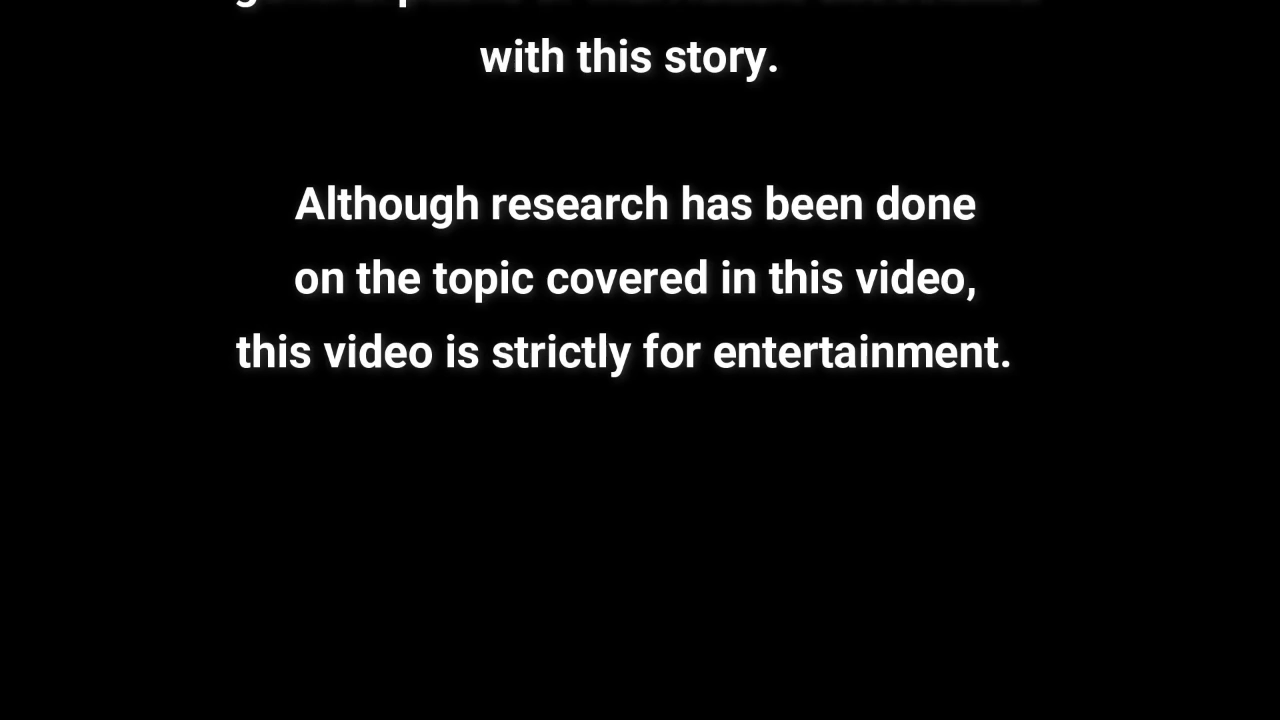 with this story.
Although research has been done
on the topic covered in this video,
this video is strictly for entertainment.